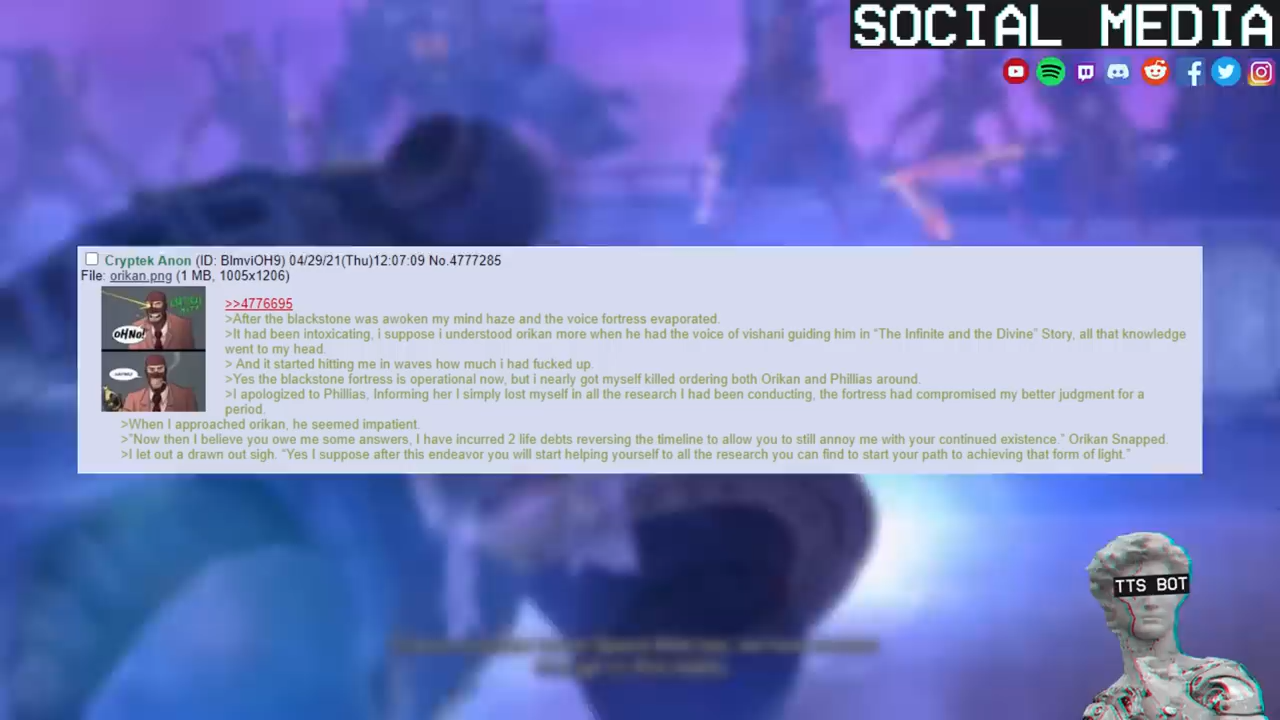 SOCIAL MEDIA
Cryptek Anon (ID: BlmviOH9) 04/29/21(Thu)12:07:09 No.4777285
File: orikan.png (1 MB, 1005x1206)
OHNO!
>>4776695
>After the blackstone was awoken my mind haze and the voice fortress evaporated.
>It had been intoxicating, i suppose i understood orikan more when he had the voice of vishani guiding him in “The Infinite and the Divine” Story, all that knowledge
went to my head.
> And it started hitting me in waves how much i had fucked up.
>Yes the blackstone fortress is operational now, but i nearly got myself killed ordering both Orikan and Phillias around.
>I apologized to Phillias, Informing her I simply lost myself in all the research I had been conducting, the fortress had compromised my better judgment for a
period.
>When I approached orikan, he seemed impatient.
>”Now then I believe you owe me some answers, I have incurred 2 life debts reversing the timeline to allow you to still annoy me with your continued existence.” Orikan Snapped.
>I let out a drawn out sigh. “Yes I suppose after this endeavor you will start helping yourself to all the research you can find to start your path to achieving that form of light.”
TTS BOT